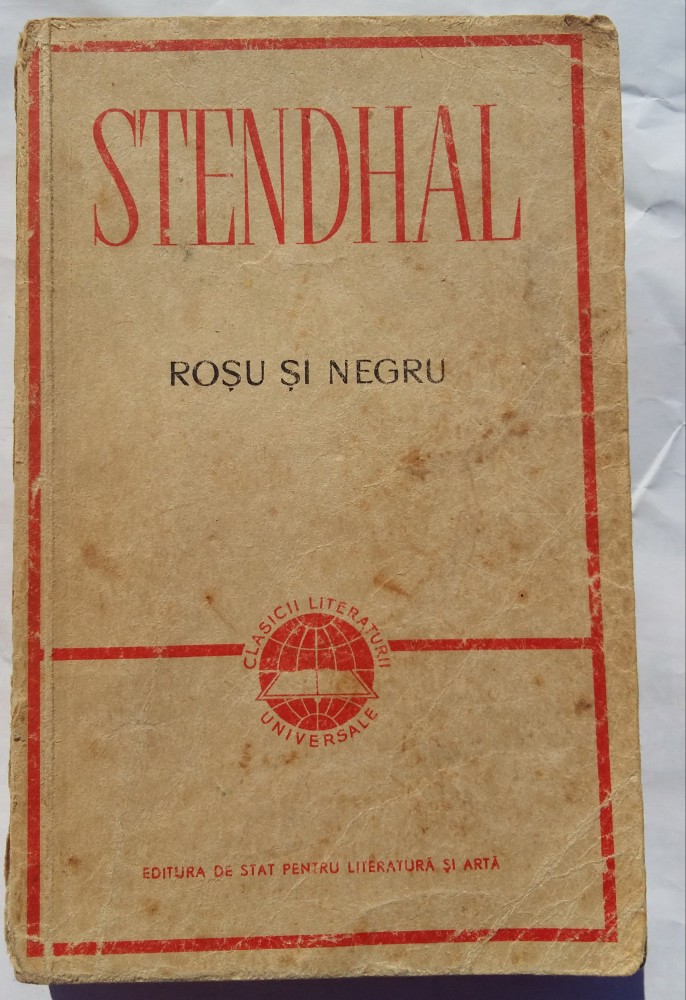 STENDHAL
ROȘU ȘI NEGRU
CLASICII LITERATURII
UNIVERSALE
EDITURA DE STAT PENTRU LITERATURĂ ȘI ARTĂ